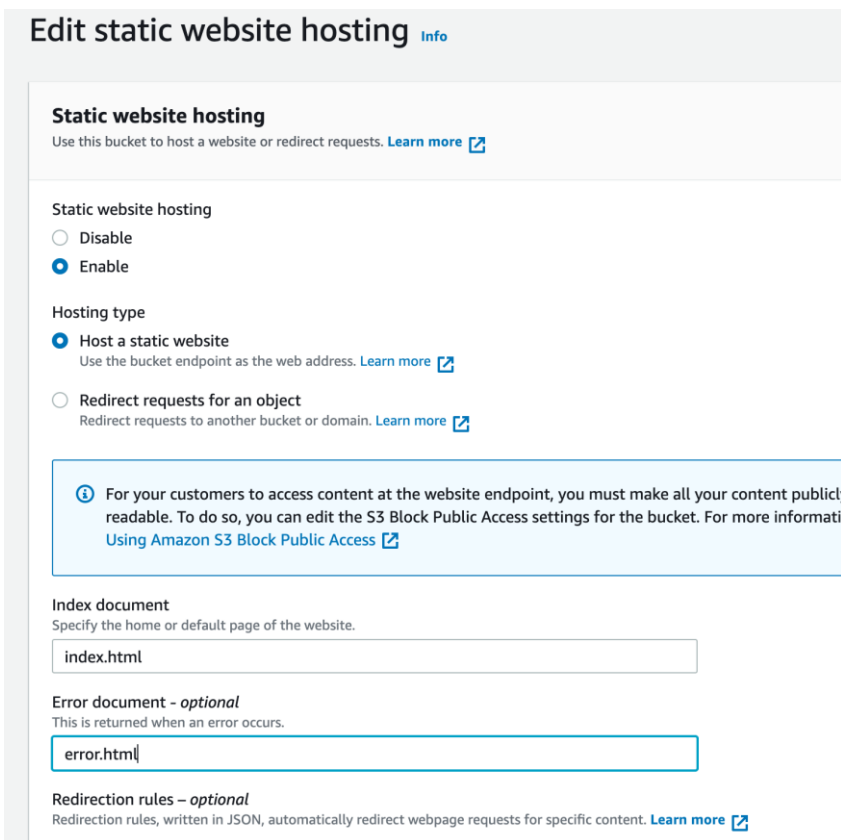 Edit static website hosting Info
Static website hosting
Use this bucket to host a website or redirect requests. Learn more
Static website hosting
Disable
Enable
Hosting type
Host a static website
Use the bucket endpoint as the web address. Learn more
Redirect requests for an object
Redirect requests to another bucket or domain. Learn more
For your customers to access content at the website endpoint, you must make all your content
readable. To do so, you can edit the S3 Block Public Access settings for the bucket. For more
Using Amazon S3 Block Public Access
Index document
Specify the home or default page of the website.
index.html
Error document - optional
This is returned when an error occurs.
error.html
Redirection rules – optional
Redirection rules, written in JSON, automatically redirect webpage requests for specific content. Learn more